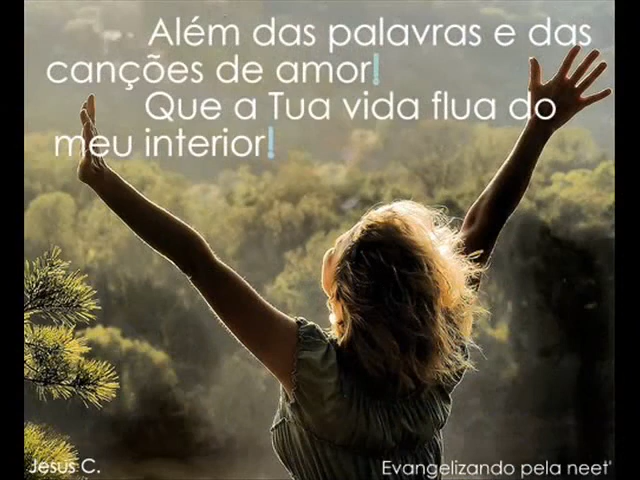 Além das palavras e das
canções de amor!
Que a Tua vida flua do
meu interior!
Jesus C.
Evangelizando pela neet'